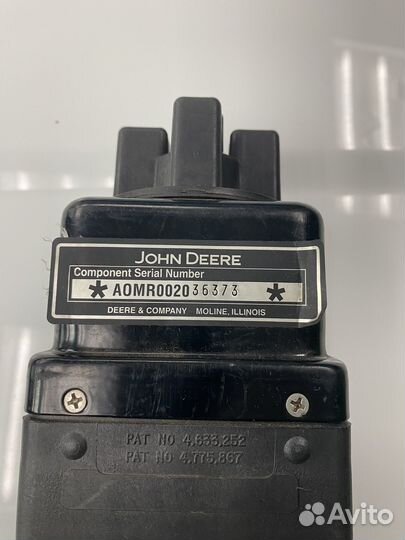 JOHN DEERE
Component Serial Number
* A0MR002036373 *
DEERE & COMPANY MOLINE, ILLINOIS
PAT NO 4,633,252
PAT NO 4,775,867
Avito